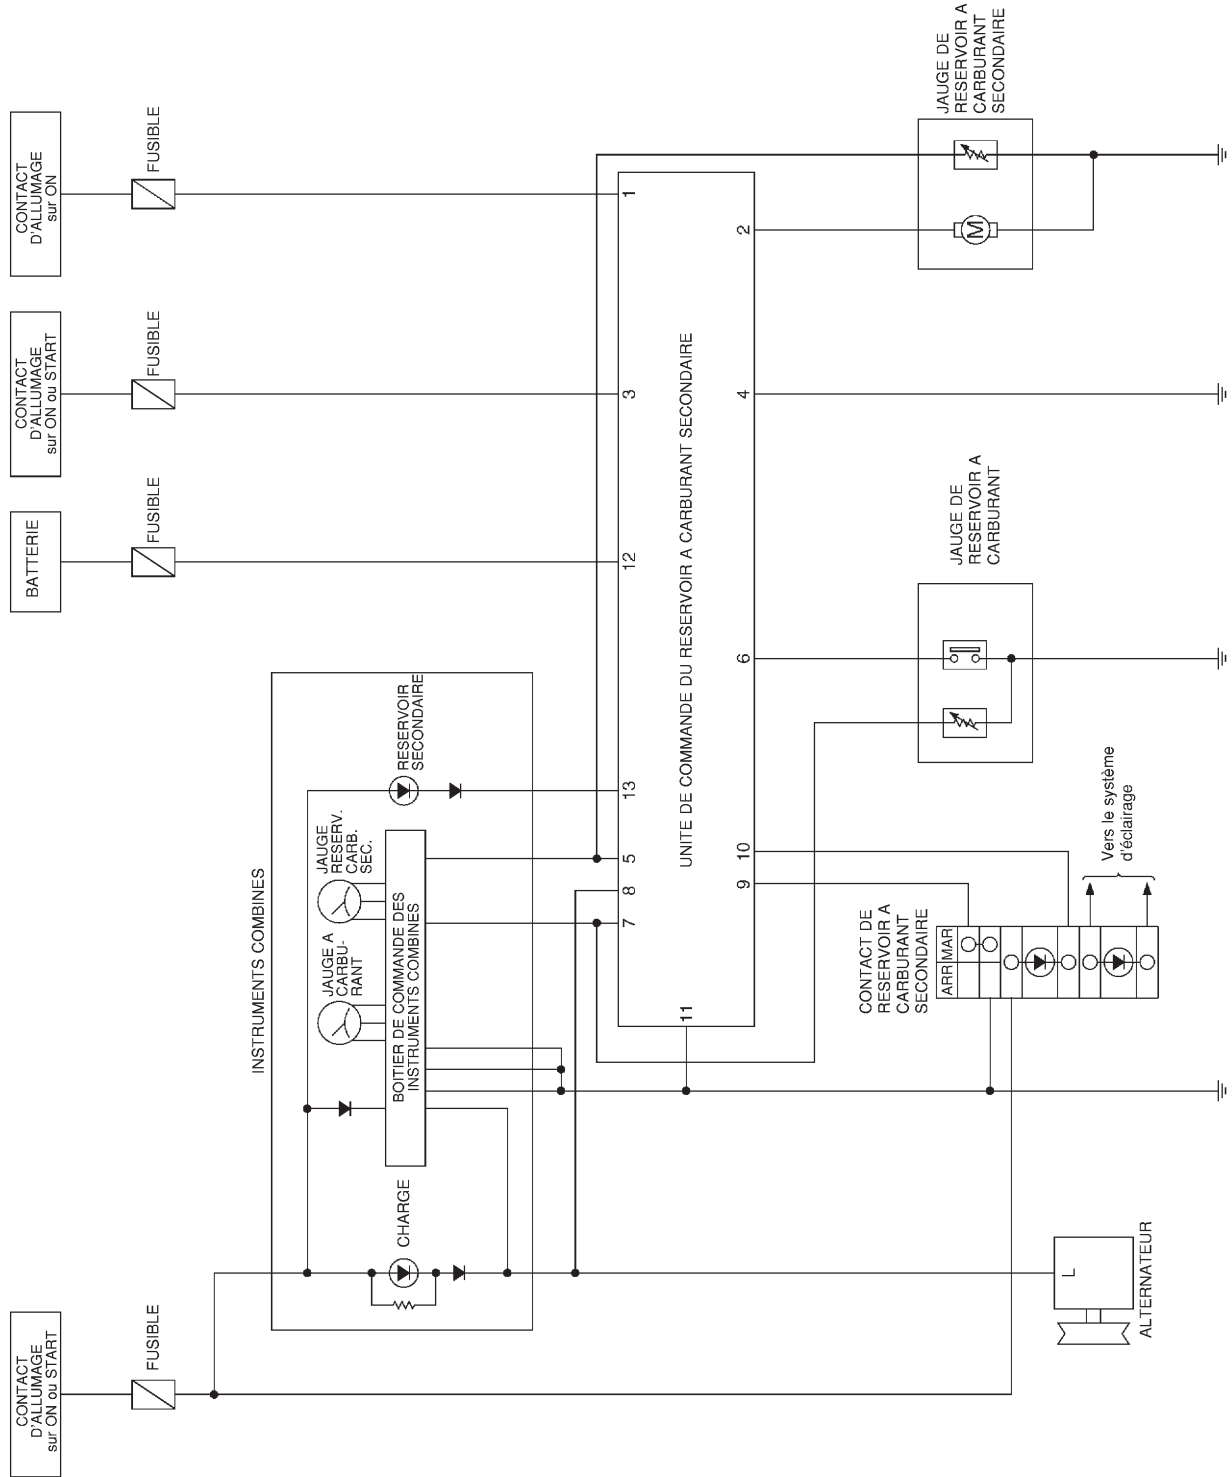 CONTACT
D'ALLUMAGE
sur ON ou START
FUSIBLE
BATTERIE
FUSIBLE
CONTACT
D'ALLUMAGE
sur ON ou START
FUSIBLE
CONTACT
D'ALLUMAGE
sur ON
FUSIBLE
INSTRUMENTS COMBINES
JAUGE A
CARBU-
RANT
JAUGE
RESERV.
CARB.
SEC.
RESERVOIR
SECONDAIRE
CHARGE
BOITIER DE COMMANDE DES
INSTRUMENTS COMBINES
11
7
8
5
13
12
3
1
UNITE DE COMMANDE DU RESERVOIR A CARBURANT SECONDAIRE
9
10
6
4
2
CONTACT DE
RESERVOIR A
CARBURANT
SECONDAIRE
ARR
MAR
Vers le système
d'éclairage
JAUGE DE
RESERVOIR A
CARBURANT
JAUGE DE
RESERVOIR A
CARBURANT
SECONDAIRE
M
L
ALTERNATEUR